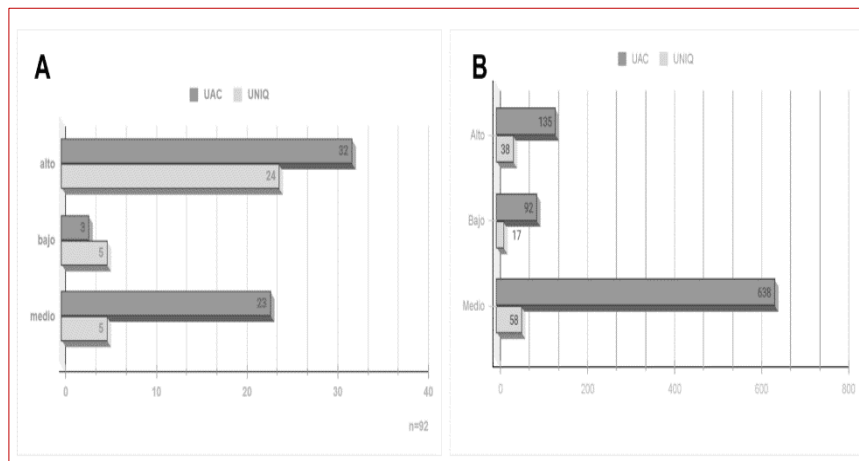 A
UAC UNIQ
alto
32
24
bajo
3
5
medio
23
5
0 10 20 30 40
n=92
B
UAC UNIQ
Alto
135
38
Bajo
92
17
Medio
638
58
0 200 400 600 800